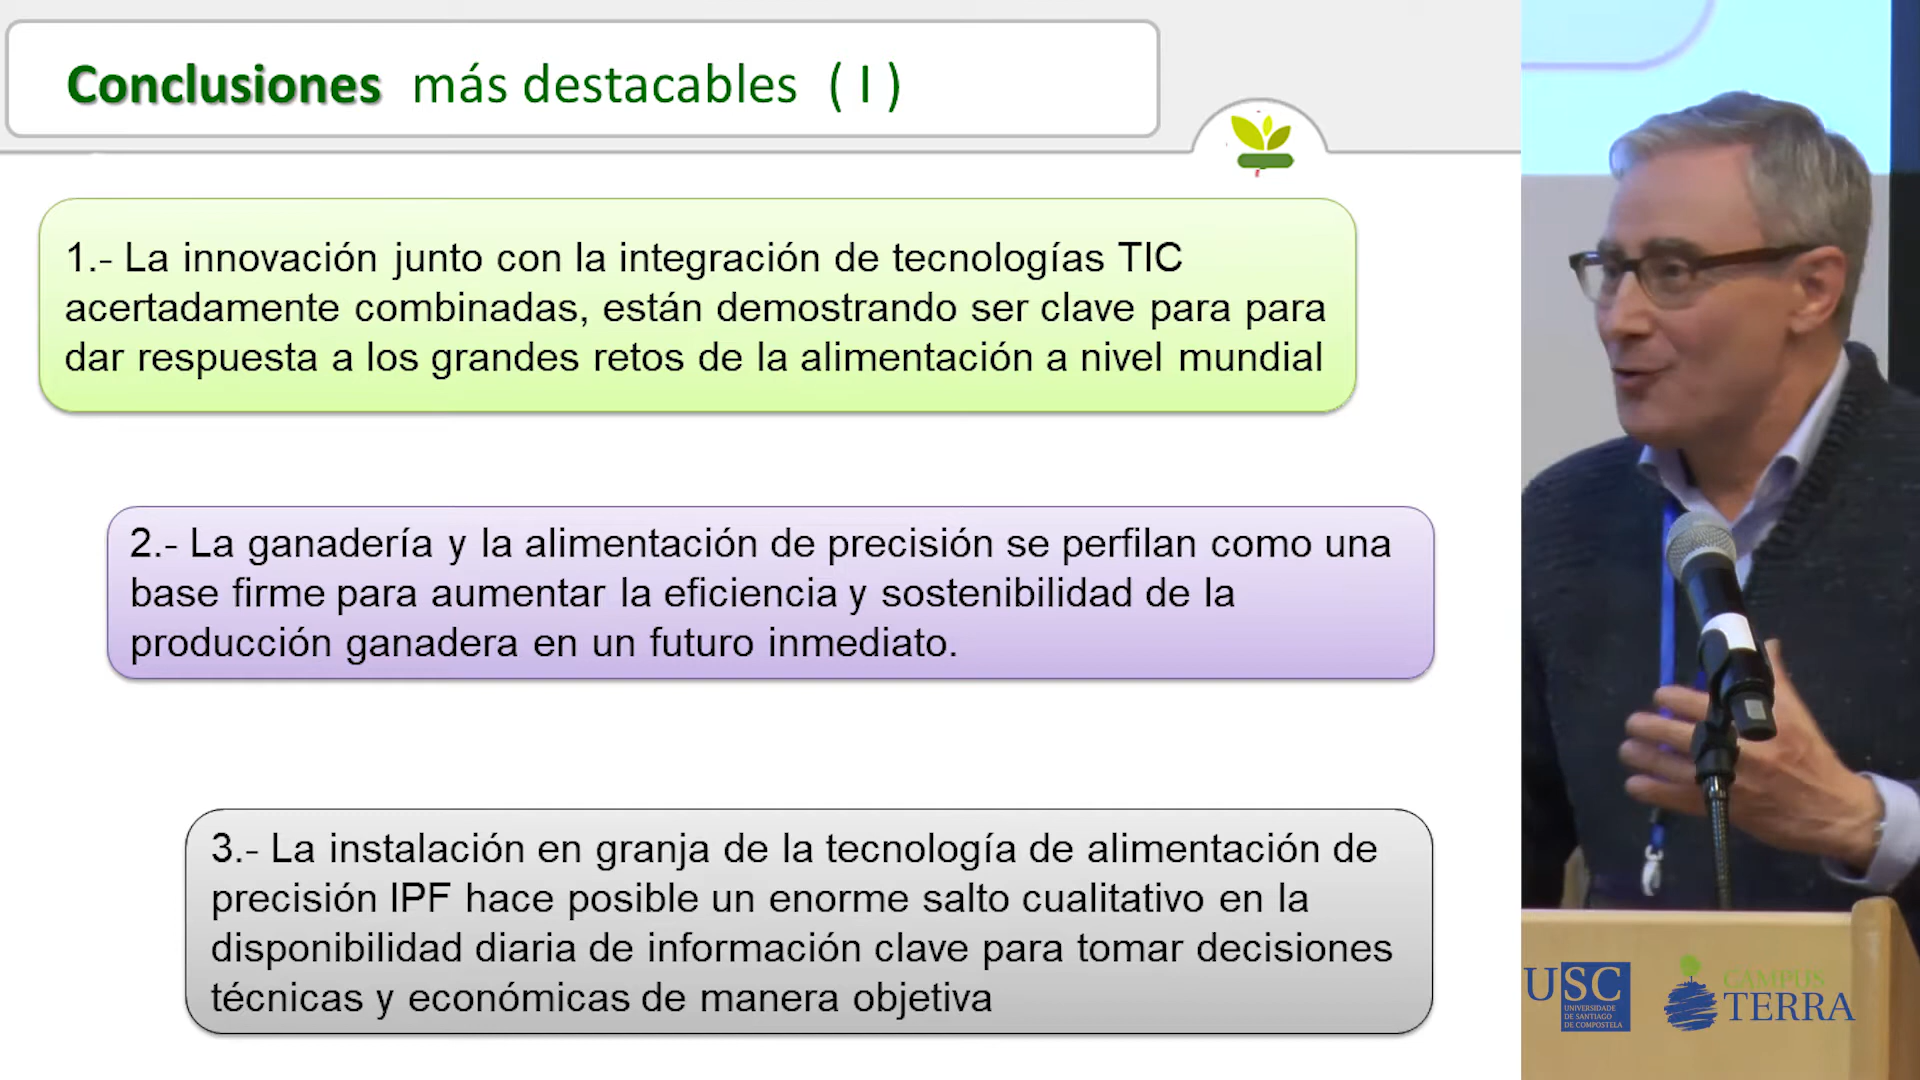 Conclusiones más destacables ( I )
1.- La innovación junto con la integración de tecnologías TIC
acertadamente combinadas, están demostrando ser clave para para
dar respuesta a los grandes retos de la alimentación a nivel mundial
2.- La ganadería y la alimentación de precisión se perfilan como una
base firme para aumentar la eficiencia y sostenibilidad de la
producción ganadera en un futuro inmediato.
3.- La instalación en granja de la tecnología de alimentación de
precisión IPF hace posible un enorme salto cualitativo en la
disponibilidad diaria de información clave para tomar decisiones
técnicas y económicas de manera objetiva
USC
UNIVERSIDADE
DE SANTIAGO
DE COMPOSTELA
CAMPUS
TERRA